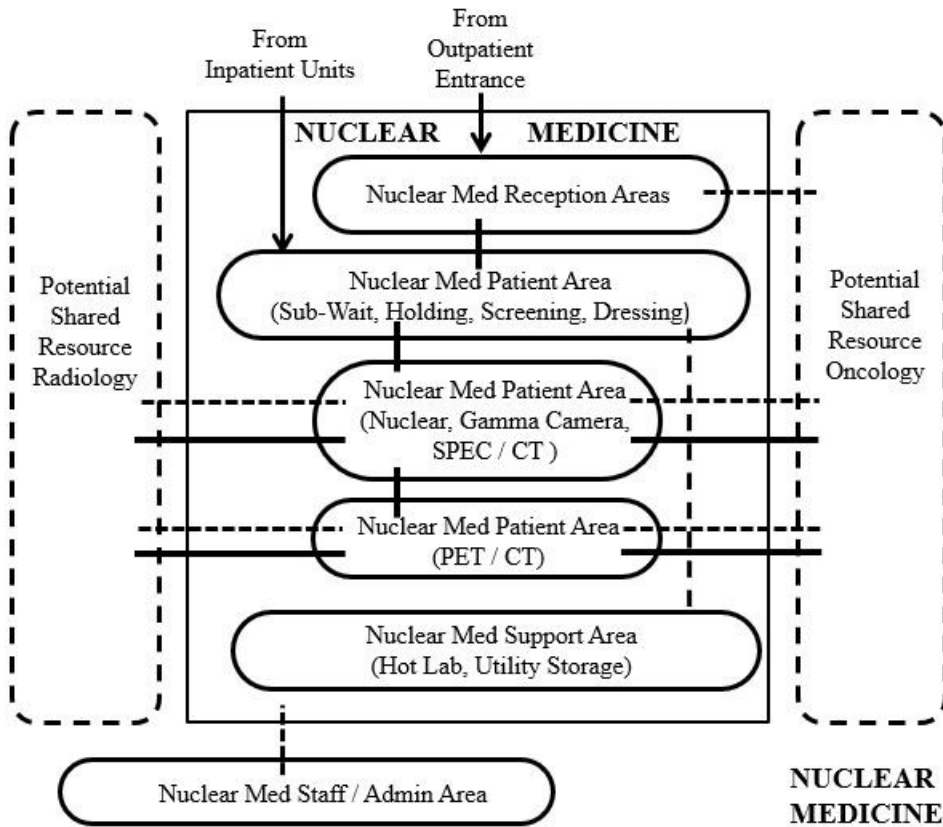 From
Inpatient Units
From
Outpatient
Entrance
NUCLEAR MEDICINE
Nuclear Med Reception Areas
Nuclear Med Patient Area
(Sub-Wait, Holding, Screening, Dressing)
Potential
Shared
Resource
Radiology
Potential
Shared
Resource
Oncology
Nuclear Med Patient Area
(Nuclear, Gamma Camera,
SPEC / CT )
Nuclear Med Patient Area
(PET / CT)
Nuclear Med Support Area
(Hot Lab, Utility Storage)
Nuclear Med Staff / Admin Area
NUCLEAR
MEDICINE